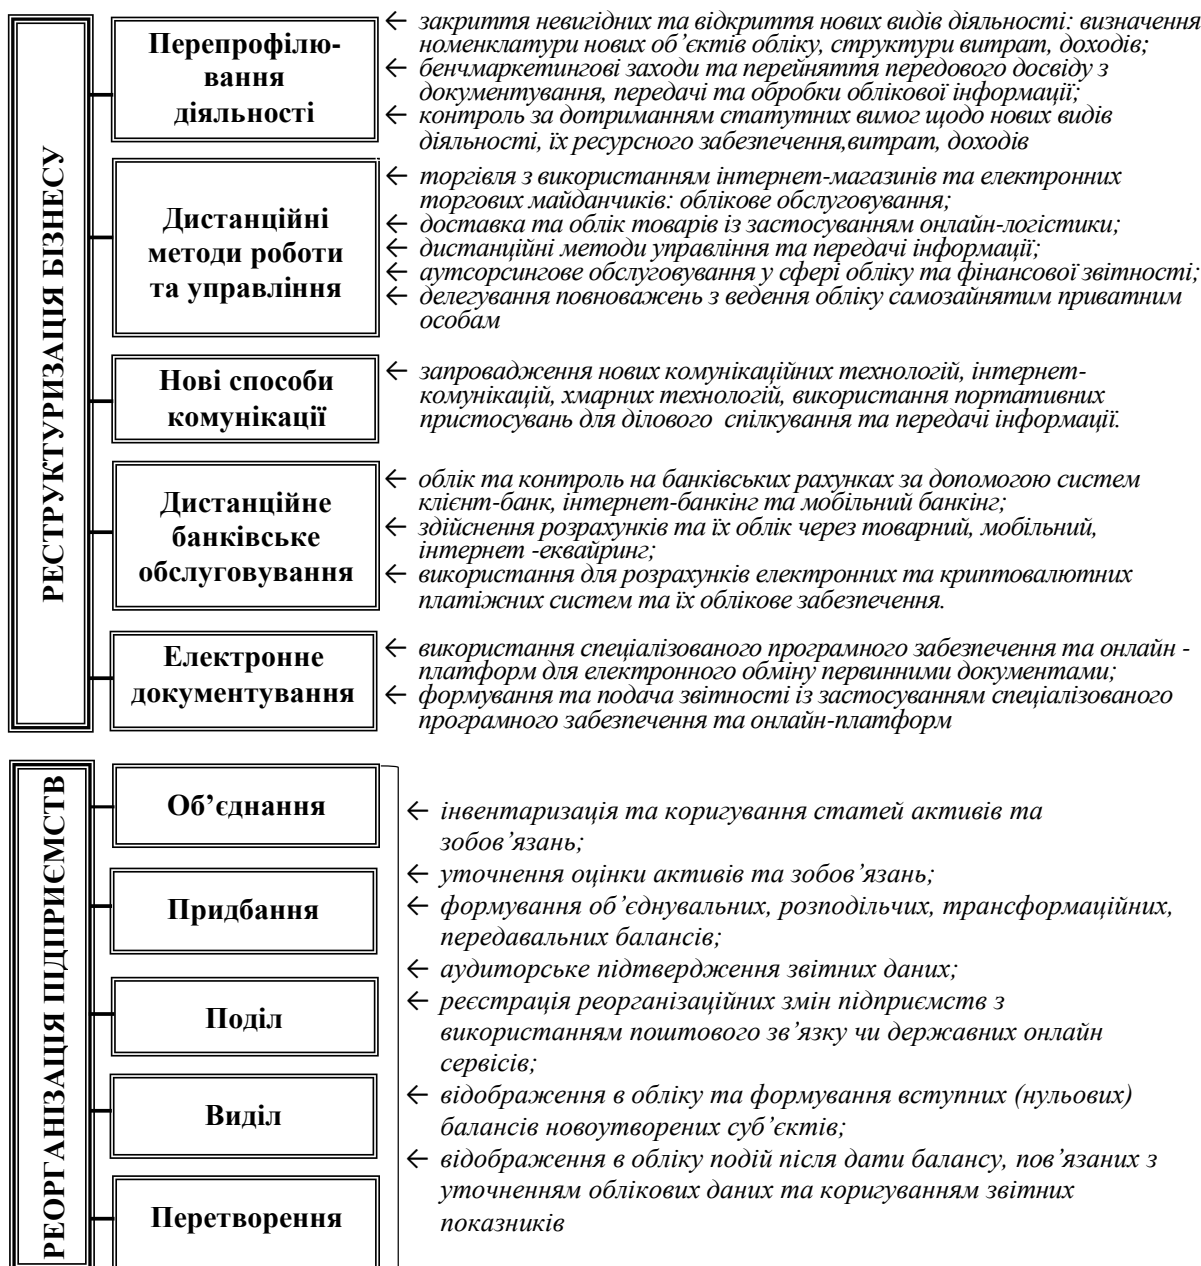 РЕСТРУКТУРИЗАЦІЯ БІЗНЕСУ
Перепрофілю-
вання
діяльності
← закриття невигідних та відкриття нових видів діяльності: визначення
номенклатури нових об’єктів обліку, структури витрат, доходів;
← бенчмаркетингові заходи та перейняття передового досвіду з
документування, передачі та обробки облікової інформації;
← контроль за дотриманням статутних вимог щодо нових видів
діяльності, їх ресурсного забезпечення,витрат, доходів
Дистанційні
методи роботи
та управління
← торгівля з використанням інтернет-магазинів та електронних
торгових майданчиків: облікове обслуговування;
← доставка та облік товарів із застосуванням онлайн-логістики;
← дистанційні методи управління та передачі інформації;
← аутсорсингове обслуговування у сфері обліку та фінансової звітності;
← делегування повноважень з ведення обліку самозайнятим приватним
особам
Нові способи
комунікації
← запровадження нових комунікаційних технологій, інтернет-
комунікацій, хмарних технологій, використання портативних
пристосувань для ділового спілкування та передачі інформації.
Дистанційне
банківське
обслуговування
← облік та контроль на банківських рахунках за допомогою систем
клієнт-банк, інтернет-банкінг та мобільний банкінг;
← здійснення розрахунків та їх облік через товарний, мобільний,
інтернет -еквайринг;
← використання для розрахунків електронних та криптовалютних
платіжних систем та їх облікове забезпечення.
Електронне
документування
← використання спеціалізованого програмного забезпечення та онлайн -
платформ для електронного обміну первинними документами;
← формування та подача звітності із застосуванням спеціалізованого
програмного забезпечення та онлайн-платформ
РЕОРГАНІЗАЦІЯ ПІДПРИЄМСТВ
Об’єднання
Придбання
Поділ
Виділ
Перетворення
← інвентаризація та коригування статей активів та
зобов’язань;
← уточнення оцінки активів та зобов’язань;
← формування об’єднувальних, розподільчих, трансформаційних,
передавальних балансів;
← аудиторське підтвердження звітних даних;
← реєстрація реорганізаційних змін підприємств з
використанням поштового зв’язку чи державних онлайн
сервісів;
← відображення в обліку та формування вступних (нульових)
балансів новоутворених суб’єктів;
← відображення в обліку подій після дати балансу, пов’язаних з
уточненням облікових даних та коригуванням звітних
показників